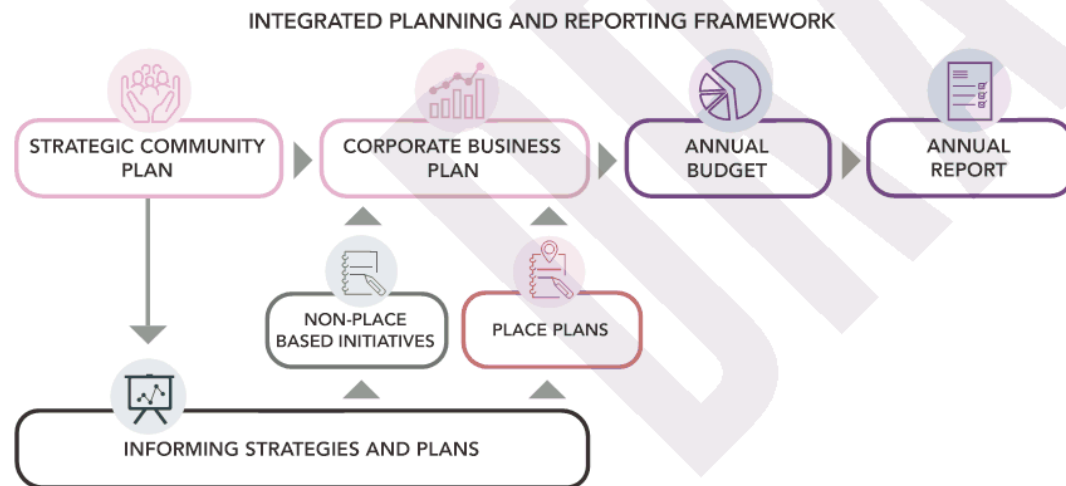 INTEGRATED PLANNING AND REPORTING FRAMEWORK
STRATEGIC COMMUNITY
PLAN
CORPORATE BUSINESS
PLAN
ANNUAL
BUDGET
ANNUAL
REPORT
NON-PLACE
BASED INITIATIVES
PLACE PLANS
INFORMING STRATEGIES AND PLANS